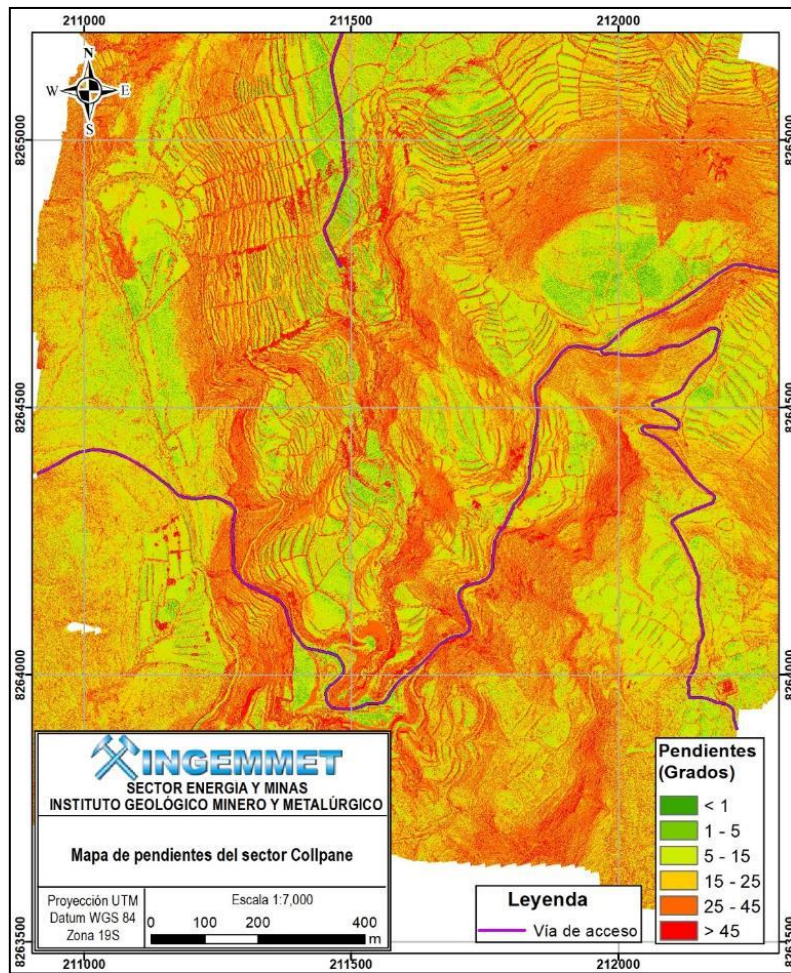 211000 211500 212000
N
W E
S
8265000 8265000
8264500 8264500
8264000 8264000
8263500 8263500
INGEMMET
SECTOR ENERGIA Y MINAS
INSTITUTO GEOLÓGICO MINERO Y METALÚRGICO
Mapa de pendientes del sector Collpane
Proyección UTM
Datum WGS 84
Zona 19S
Escala 1:7,000
0 100 200 400
m
Leyenda
Vía de acceso
Pendientes
(Grados)
< 1
1 - 5
5 - 15
15 - 25
25 - 45
> 45
211000 211500 212000